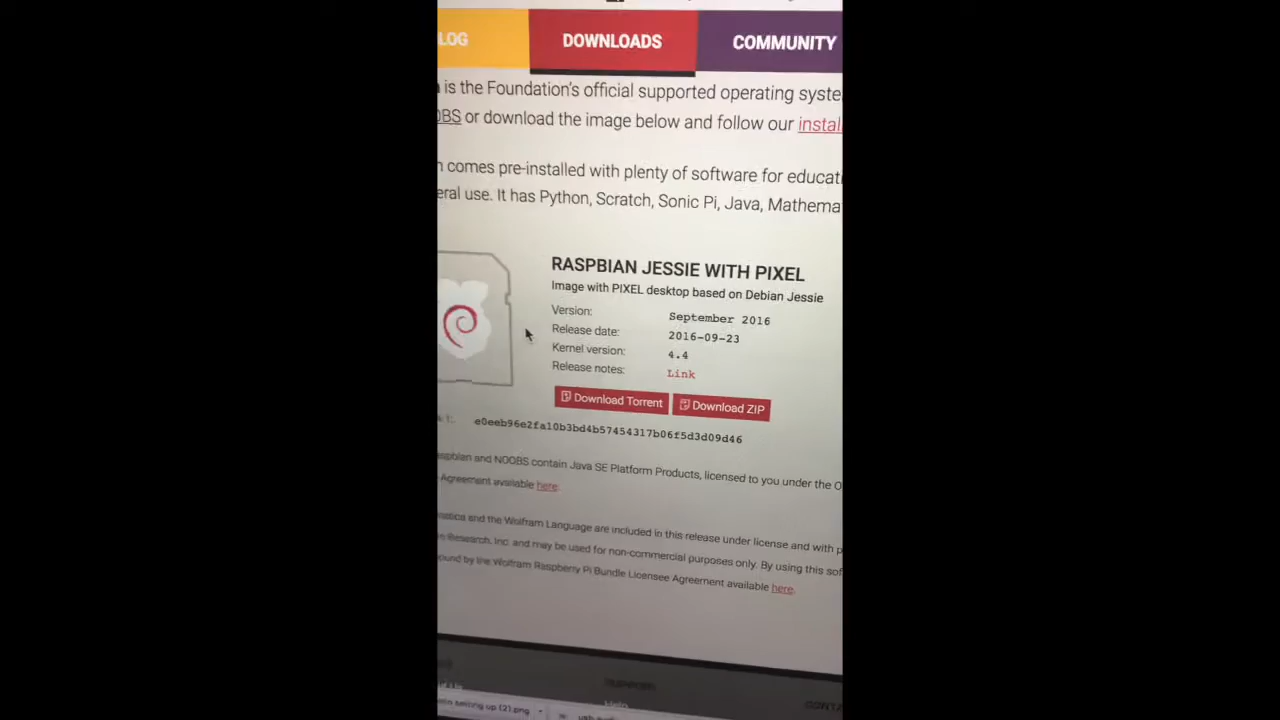 LOG DOWNLOADS COMMUNITY
is the Foundation's official supported operating syste
OBS or download the image below and follow our instal
comes pre-installed with plenty of software for educati
eral use. It has Python, Scratch, Sonic Pi, Java, Mathema
RASPBIAN JESSIE WITH PIXEL
Image with PIXEL desktop based on Debian Jessie
Version: September 2016
Release date: 2016-09-23
Kernel version: 4.4
Release notes: Link
Download Torrent Download ZIP
e0eeb96e2fa10b3bd4b57454317b06f5d3d09d46
aspbian and NOOBS contain Java SE Platform Products, licensed to you under the O
Agreement available here.
matica and the Wolfram Language are included in this release under license and with p
Research, Inc. and may be used for non-commercial purposes only. By using this sof
ound by the Wolfram Raspberry Pi Bundle Licensee Agreement available here.
setting up (2).png